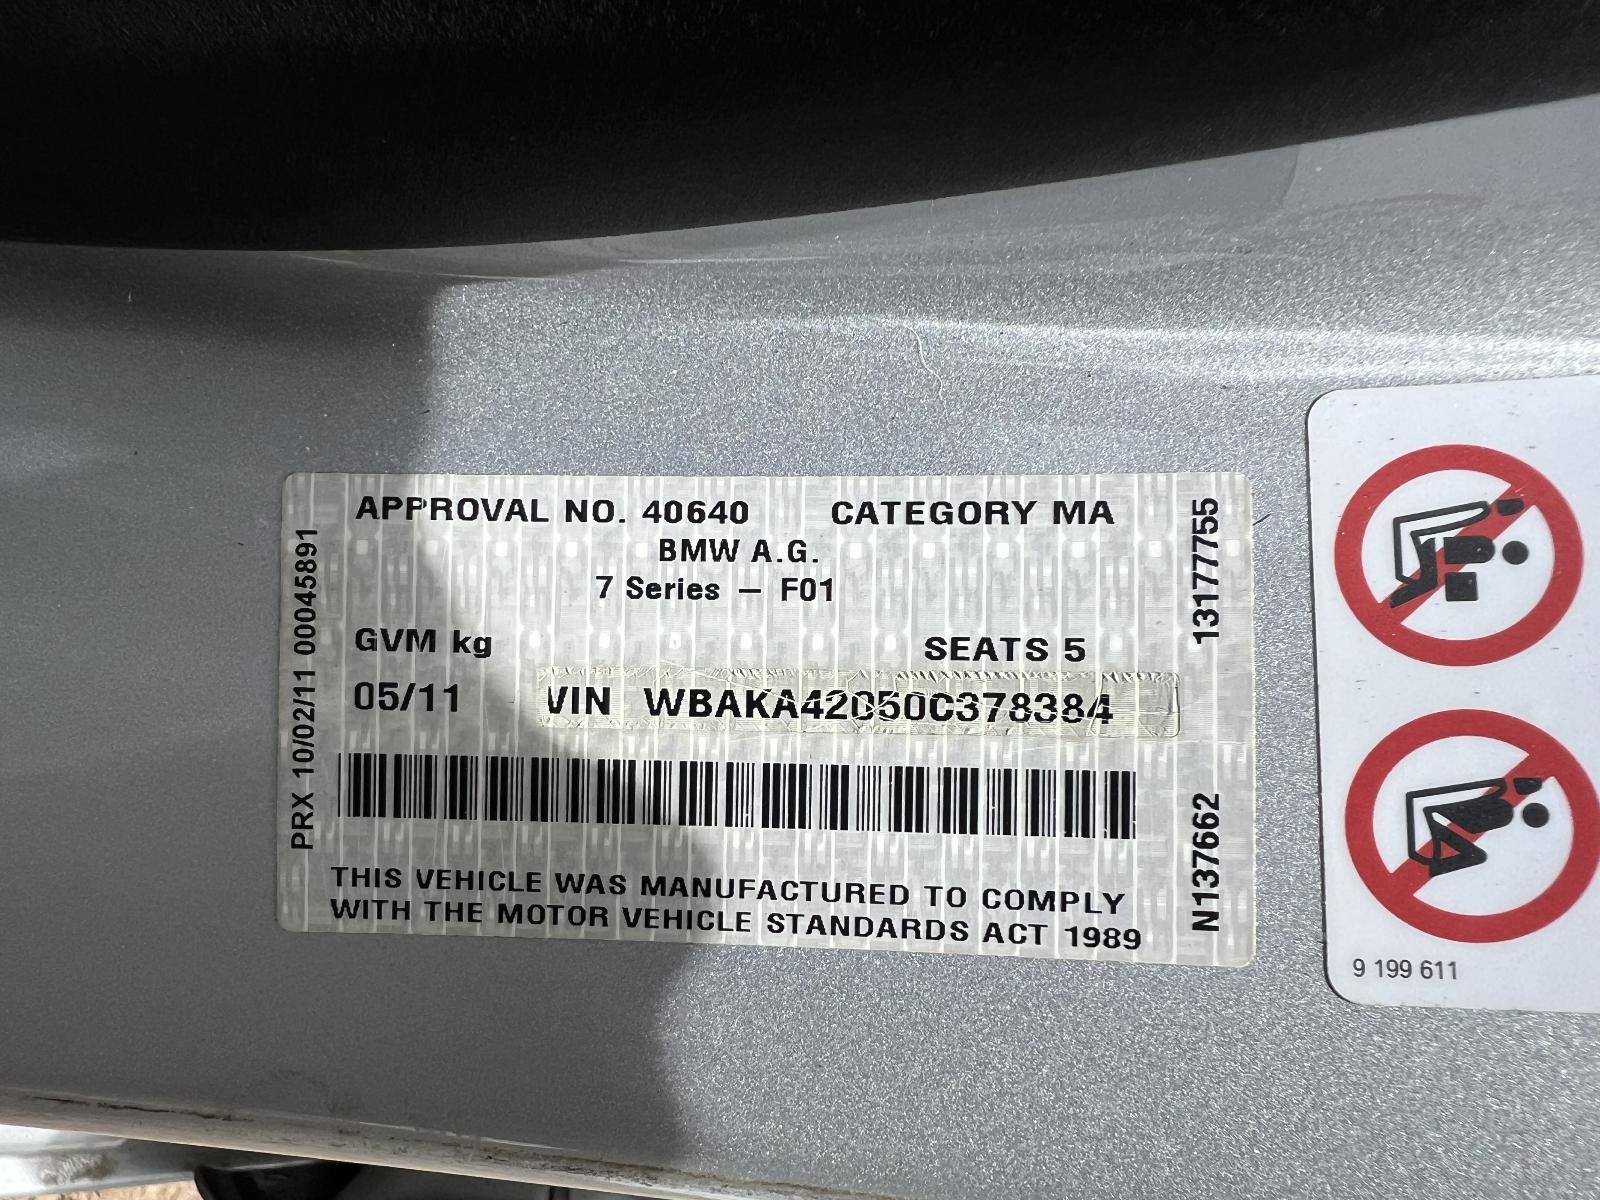 APPROVAL NO. 40640 CATEGORY MA
BMW A.G.
7 Series – F01
GVM kg SEATS 5
05/11 VIN WBAKA42050C378384
THIS VEHICLE WAS MANUFACTURED TO COMPLY
WITH THE MOTOR VEHICLE STANDARDS ACT 1989
PRX 10/02/11 00045891
13177755
N137662
9 199 611